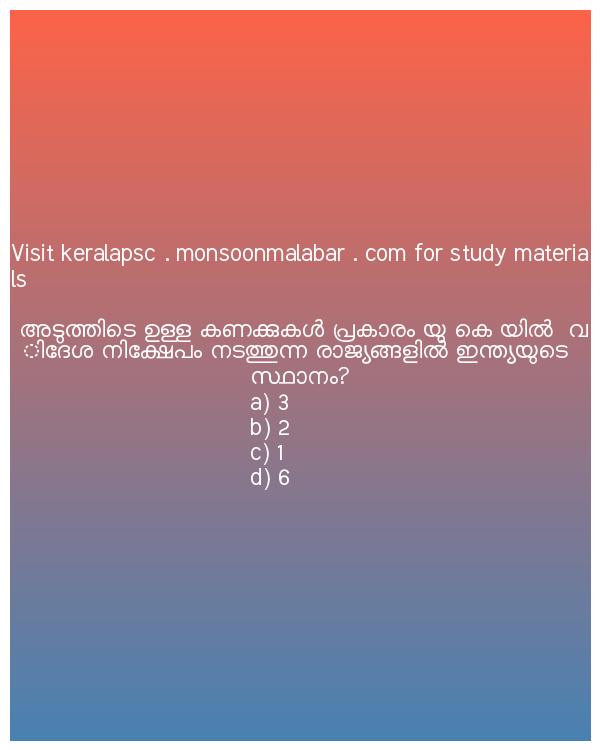 Visit keralapsc . monsoonmalabar . com for study materia
ls
അടുത്തിടെ ഉള്ള കണക്കുകൾ പ്രകാരം യു കെ യിൽ  വ
ിദേശ നിക്ഷേപം നടത്തുന്ന രാജ്യങ്ങളിൽ ഇന്ത്യയുടെ
സ്ഥാനം?
a) 3
b) 2
c) 1
d) 6